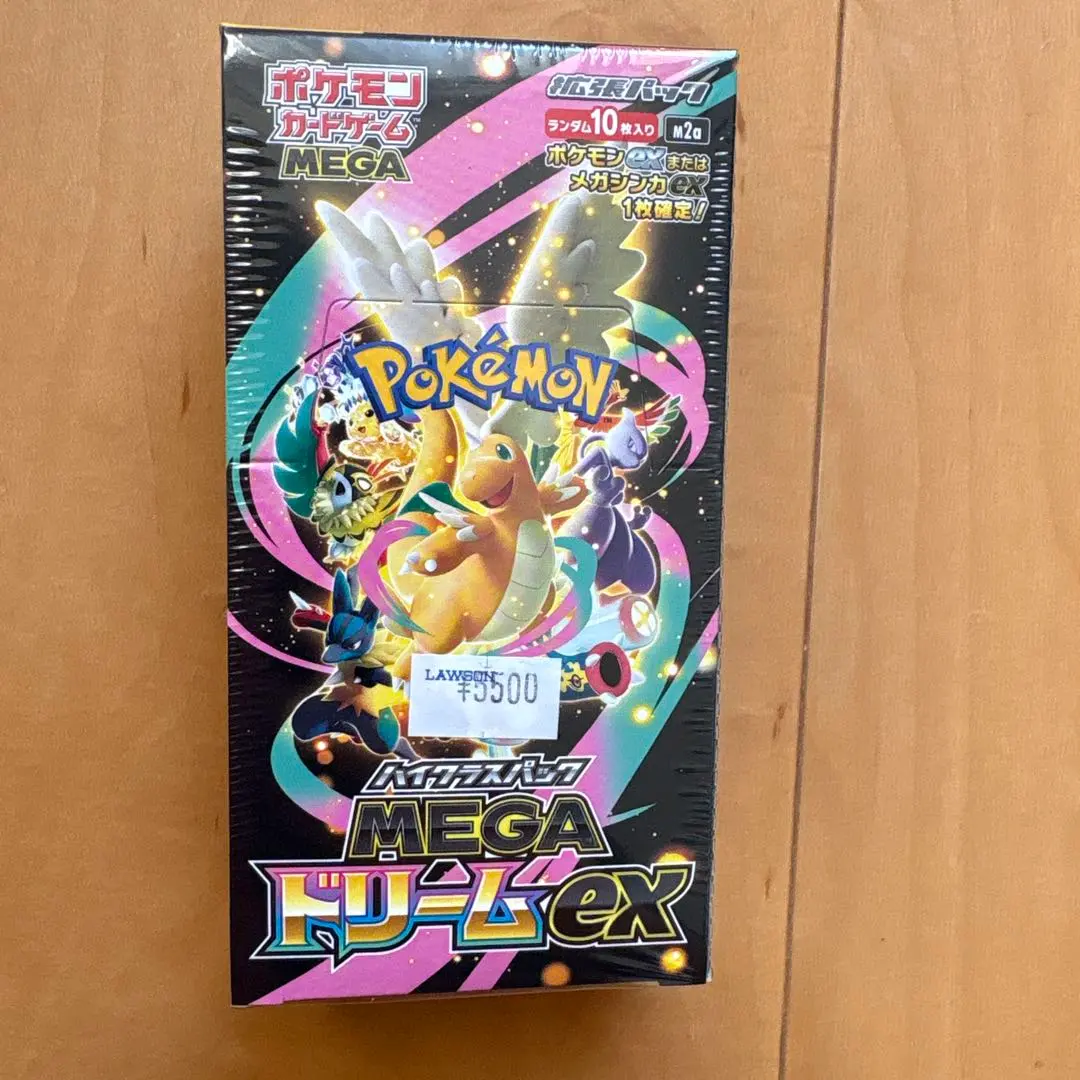 ポケモン
カードゲーム™
MEGA
拡張パック
ランダム10枚入り M2a
ポケモンexまたは
メガシンカex
1枚確定!
POKéMON™
LAWSON
¥5500
ハイクラスパック
MEGA
ドリームex